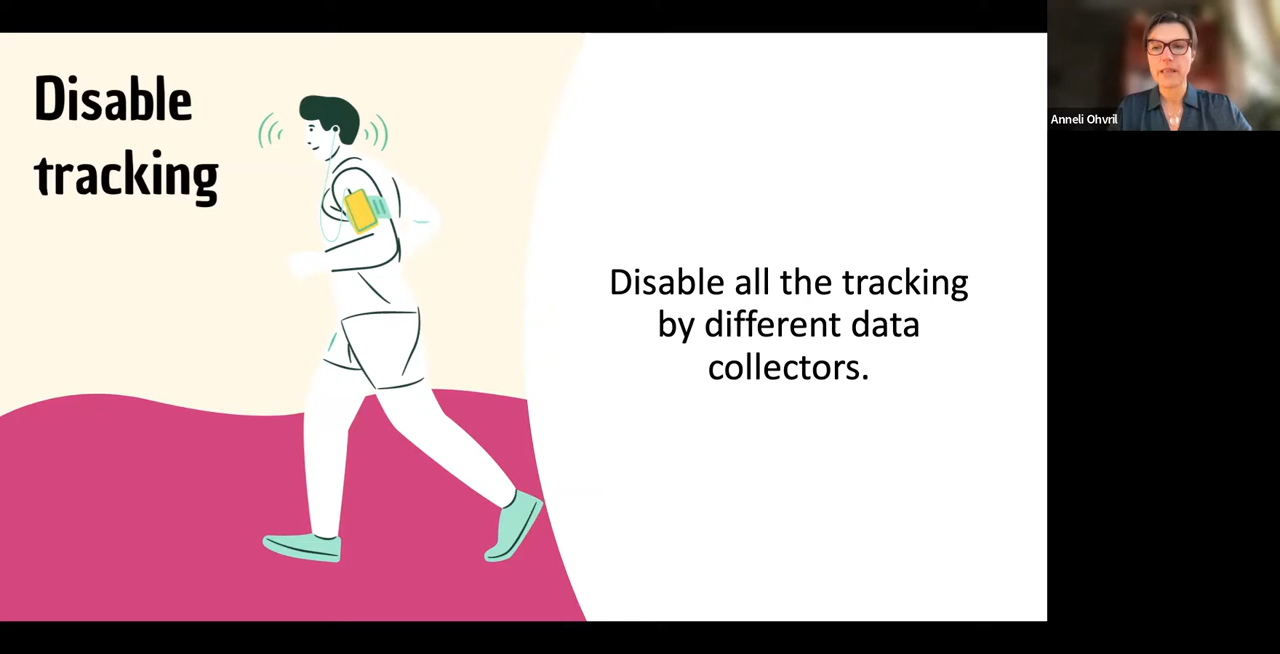 Disable
tracking
Disable all the tracking
by different data
collectors.
Anneli Ohvril